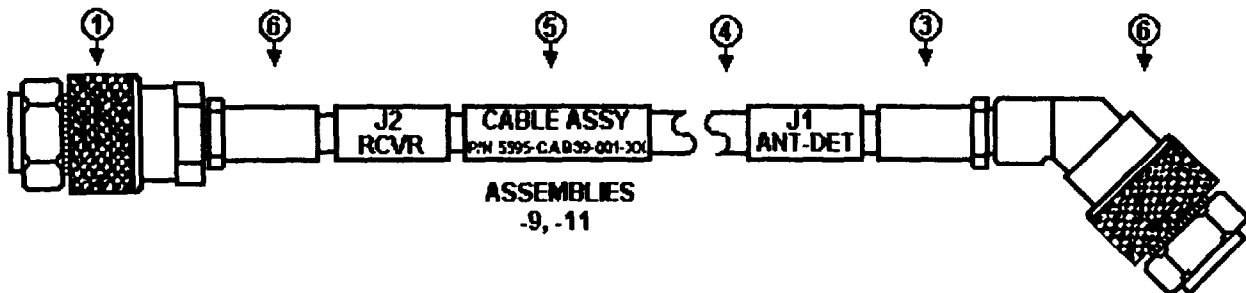 1 6 5 4 3 6
J2
RCVR
CABLE ASSY
P/N 5595-CAB39-001-XX
J1
ANT-DET
ASSEMBLIES
-9, -11